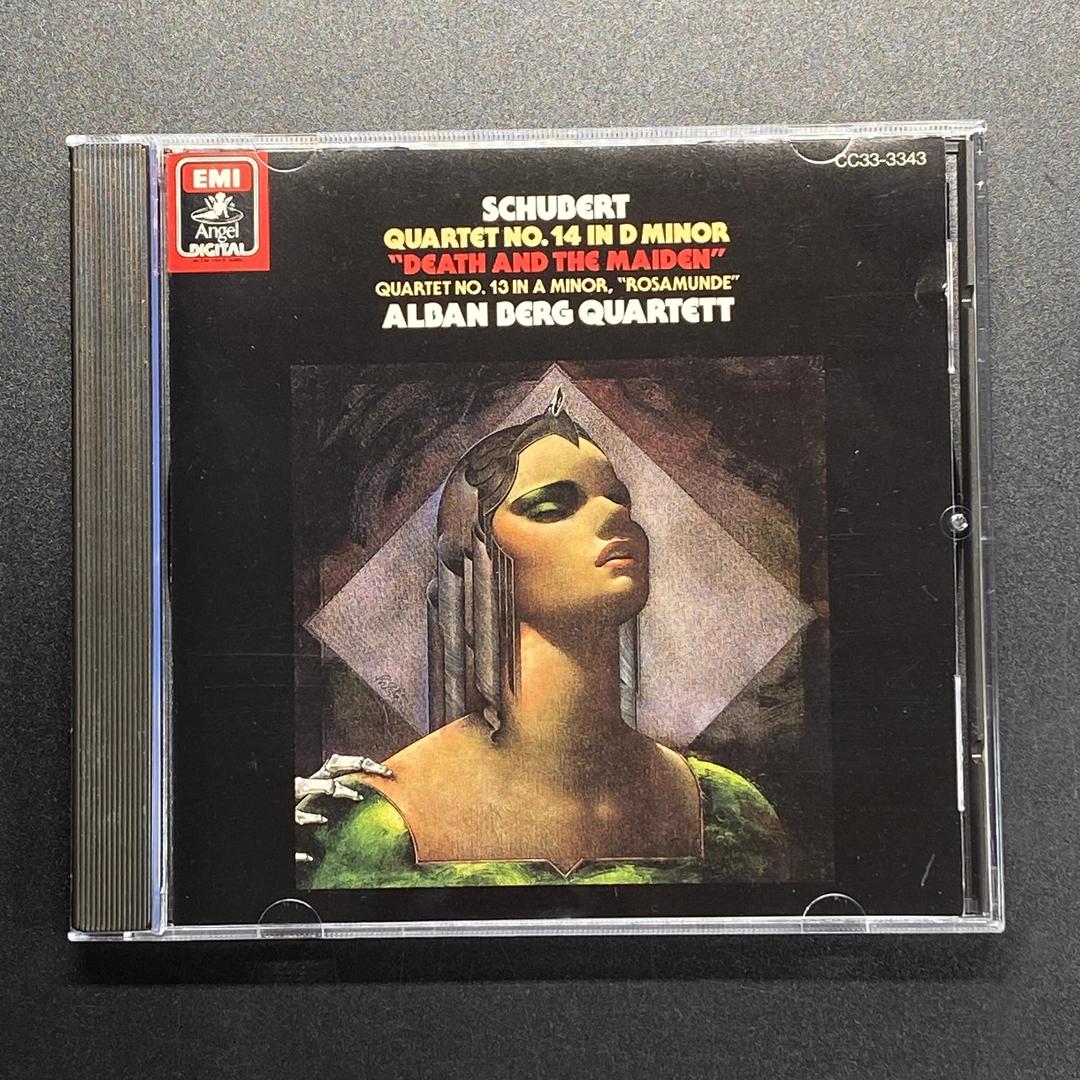 EMI
Angel
DIGITAL
CC33-3343
SCHUBERT
QUARTET NO. 14 IN D MINOR
"DEATH AND THE MAIDEN"
QUARTET NO. 13 IN A MINOR, "ROSAMUNDE"
ALBAN BERG QUARTETT